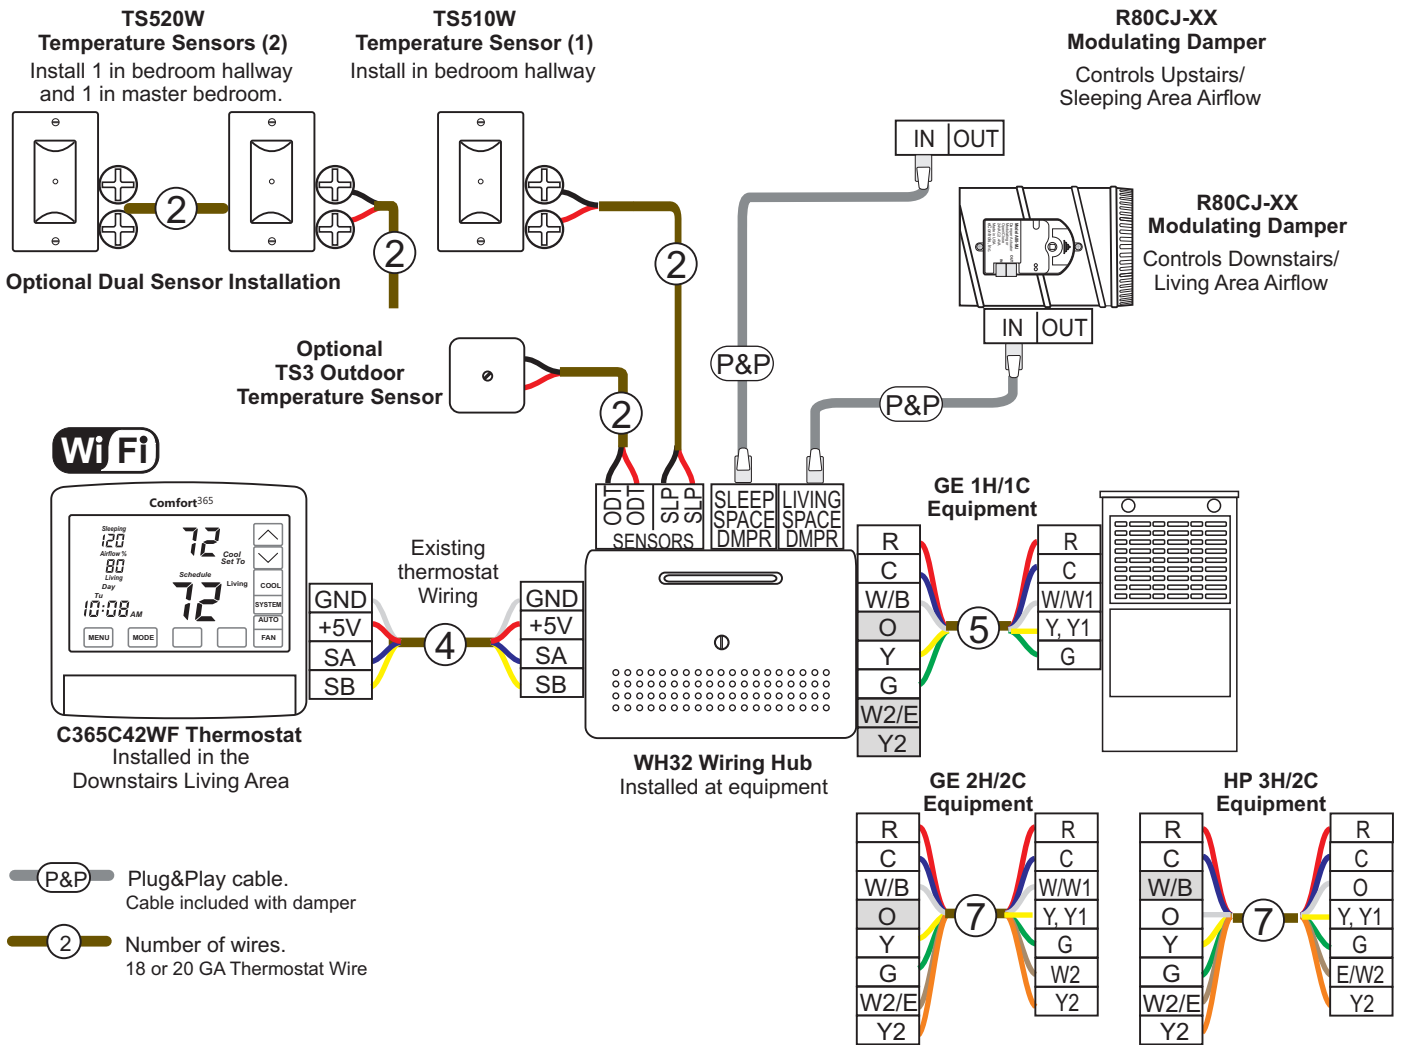 TS520W
Temperature Sensors (2)
Install 1 in bedroom hallway
and 1 in master bedroom.
TS510W
Temperature Sensor (1)
Install in bedroom hallway
R80CJ-XX
Modulating Damper
Controls Upstairs/
Sleeping Area Airflow
IN OUT
R80CJ-XX
Modulating Damper
Controls Downstairs/
Living Area Airflow
IN OUT
2
2
2
Optional Dual Sensor Installation
Optional
TS3 Outdoor
Temperature Sensor
2
P&P
P&P
WiFi
Comfort365
Sleeping
120
Airflow %
80
Living
Day
Tu
10:08 AM
72
Cool
Set To
Schedule
72
Living
COOL
SYSTEM
AUTO
FAN
MENU
MODE
GND
+5V
SA
SB
Existing
thermostat
Wiring
4
GND
+5V
SA
SB
ODT
ODT
SLP
SLP
SENSORS
SLEEP
SPACE
DMPR
LIVING
SPACE
DMPR
C365C42WF Thermostat
Installed in the
Downstairs Living Area
WH32 Wiring Hub
Installed at equipment
GE 1H/1C
Equipment
R
C
W/B
O
Y
G
W2/E
Y2
5
R
C
W/W1
Y, Y1
G
GE 2H/2C
Equipment
R
C
W/B
O
Y
G
W2/E
Y2
7
R
C
W/W1
Y, Y1
G
W2
Y2
HP 3H/2C
Equipment
R
C
W/B
O
Y
G
W2/E
Y2
7
R
C
O
Y, Y1
G
E/W2
Y2
P&P
Plug&Play cable.
Cable included with damper
2
Number of wires.
18 or 20 GA Thermostat Wire